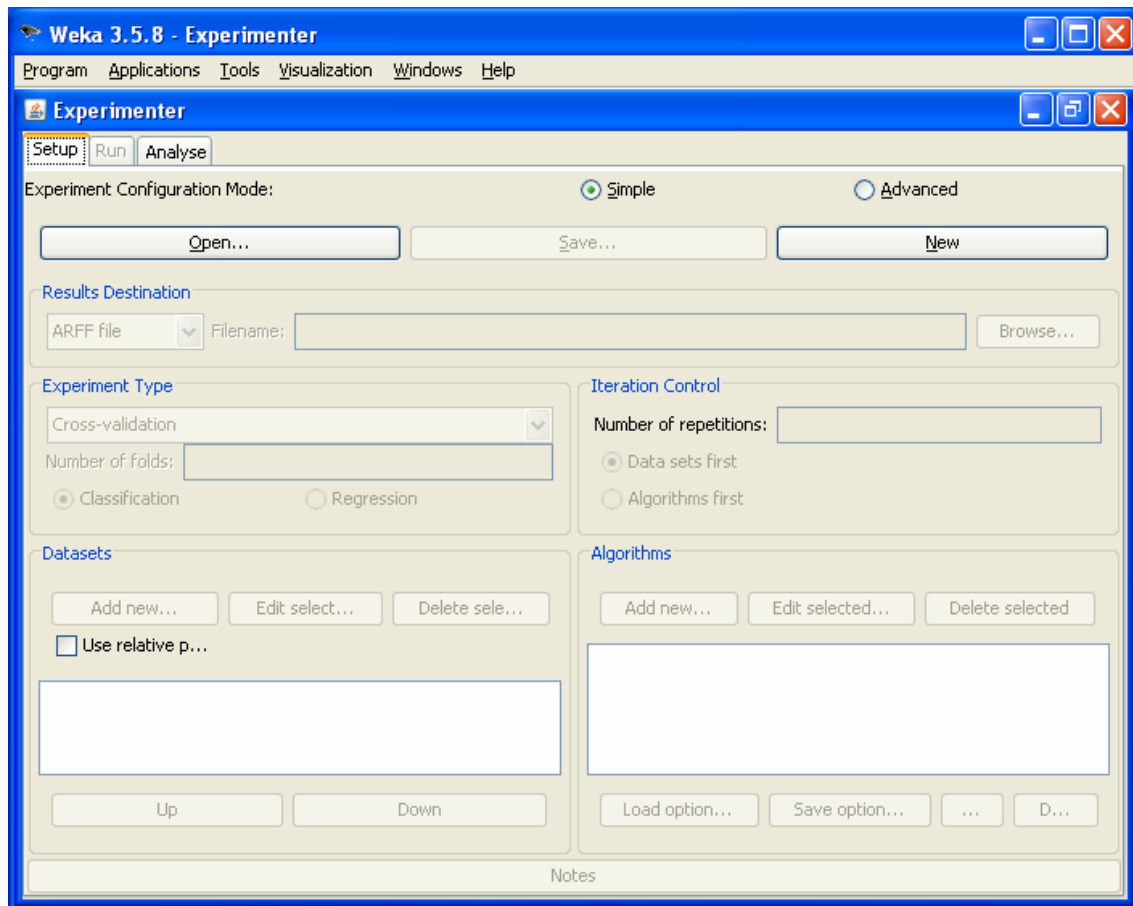 Weka 3.5.8 - Experimenter
Program Applications Tools Visualization Windows Help
Experimenter
Setup Run Analyse
Experiment Configuration Mode: Simple Advanced
Open... Save... New
Results Destination
ARFF file Filename: Browse...
Experiment Type Iteration Control
Cross-validation Number of repetitions:
Number of folds: Data sets first
Classification Regression Algorithms first
Datasets Algorithms
Add new... Edit select... Delete sele... Add new... Edit selected... Delete selected
Use relative p...
Up Down Load option... Save option... ... D...
Notes